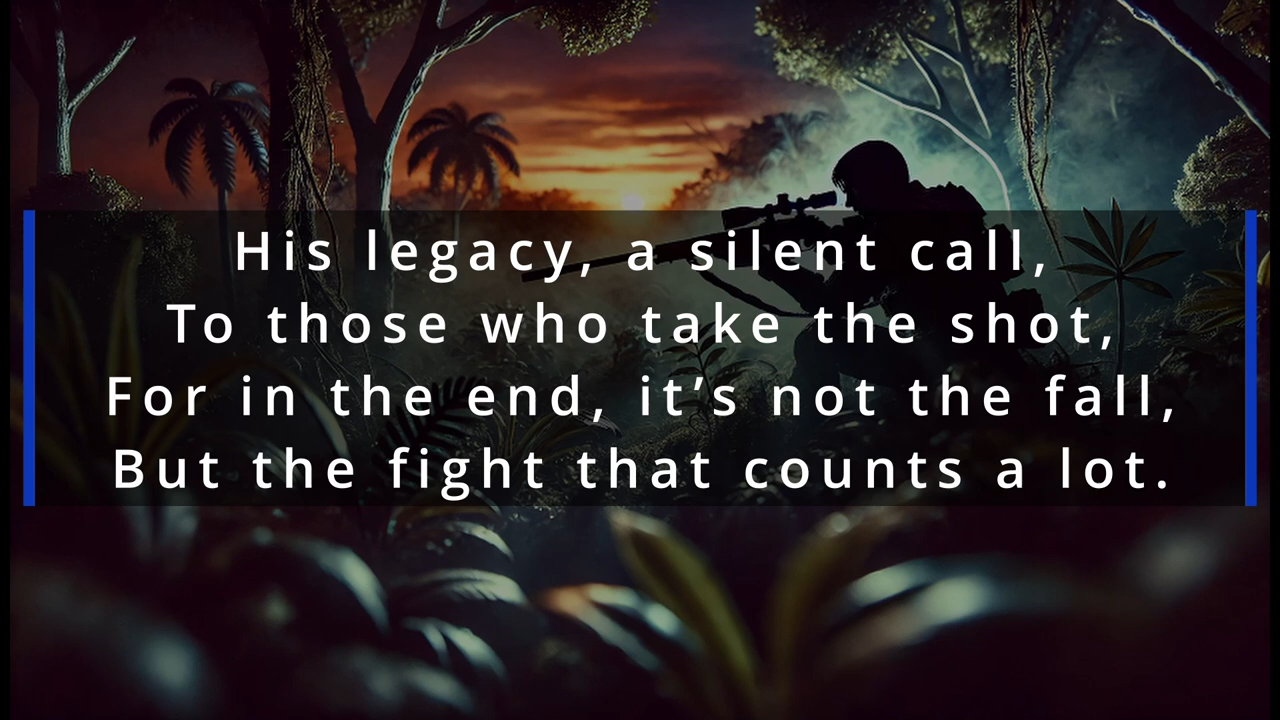 His legacy, a silent call,
To those who take the shot,
For in the end, it’s not the fall,
But the fight that counts a lot.